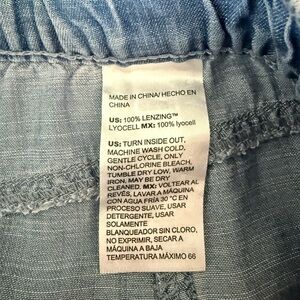 MADE IN CHINA/ HECHO EN
CHINA
US: 100% LENZING™
LYOCELL MX: 100% lyocell
US: TURN INSIDE OUT,
MACHINE WASH COLD,
GENTLE CYCLE, ONLY
NON-CHLORINE BLEACH,
TUMBLE DRY LOW, WARM
IRON, MAY BE DRY
CLEANED. MX: VOLTEAR AL
REVÉS, LAVAR A MÁQUINA
CON AGUA FRÍA 30 °C EN
PROCESO SUAVE, USAR
DETERGENTE, USAR
SOLAMENTE
BLANQUEADOR SIN CLORO,
NO EXPRIMIR, SECAR A
MÁQUINA A BAJA
TEMPERATURA MÁXIMO 66